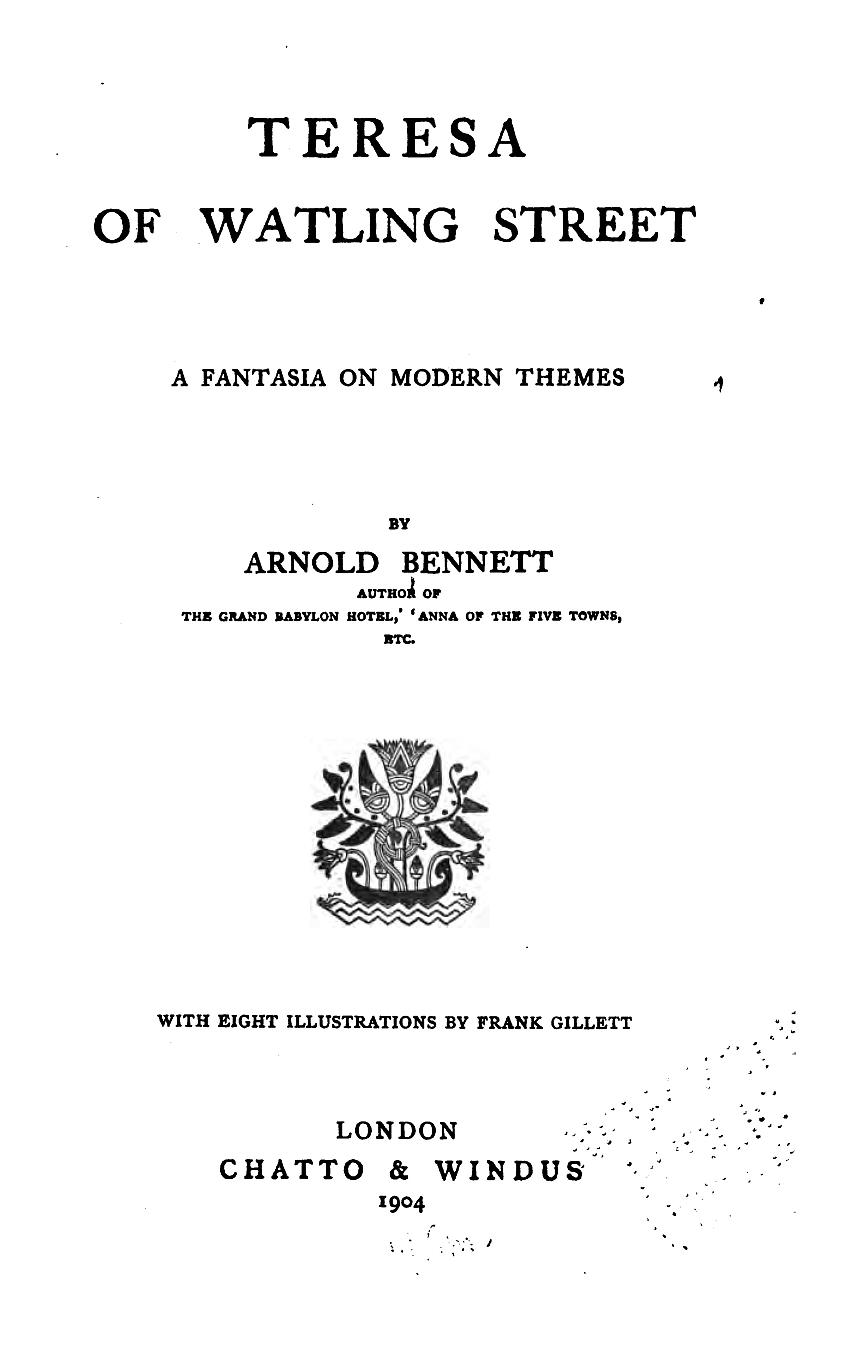 TERESA
OF WATLING STREET
A FANTASIA ON MODERN THEMES
BY
ARNOLD BENNETT
AUTHOR OF
THE GRAND BABYLON HOTEL,' 'ANNA OF THE FIVE TOWNS,
ETC.
WITH EIGHT ILLUSTRATIONS BY FRANK GILLETT
LONDON
CHATTO & WINDUS
1904